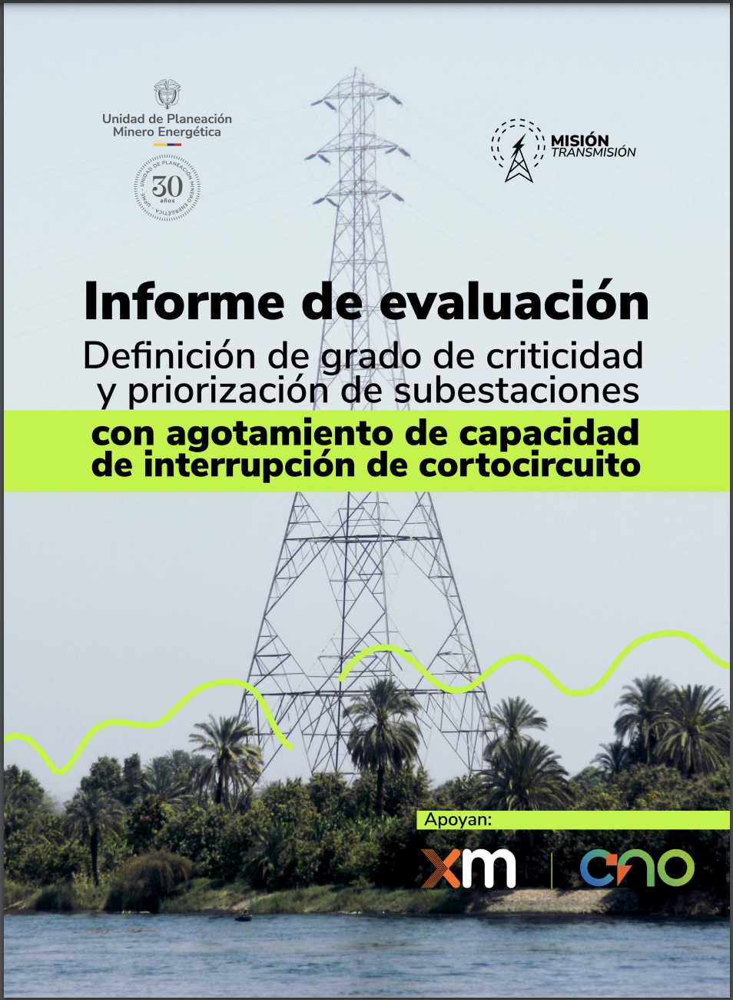 Unidad de Planeación
Minero Energética
UNIDAD DE PLANEACIÓN MINERO ENERGÉTICA - UPME -
30
años
MISIÓN
TRANSMISIÓN
Informe de evaluación
Definición de grado de criticidad
y priorización de subestaciones
con agotamiento de capacidad
de interrupción de cortocircuito
Apoyan:
xm
cno